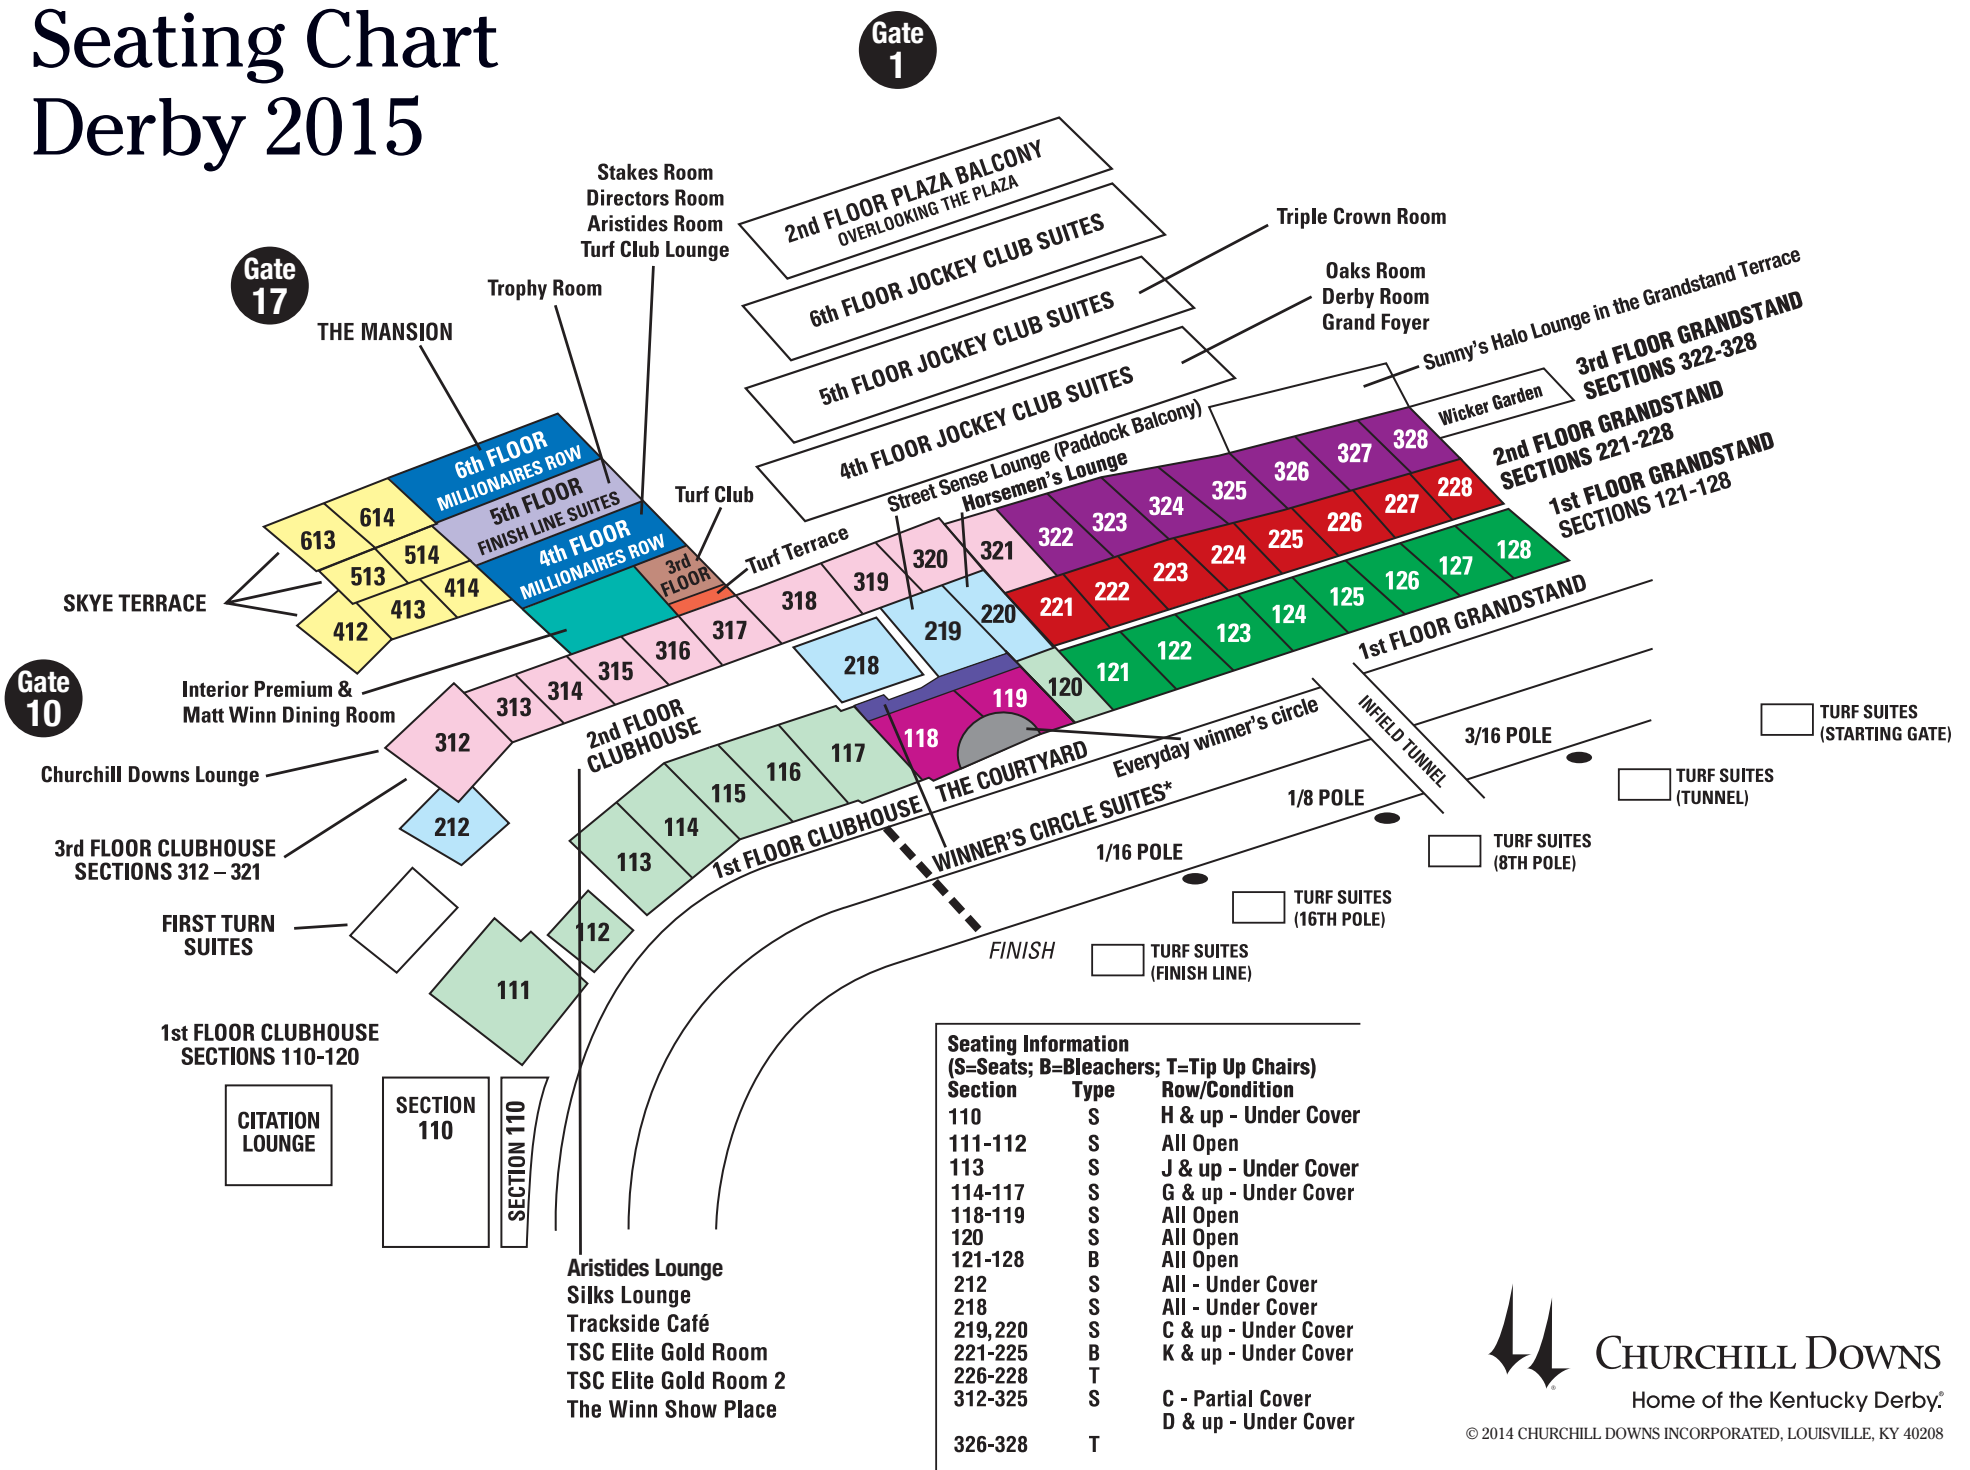 Seating Chart
Derby 2015
Gate
1
Gate
17
Gate
10
Stakes Room
Directors Room
Aristides Room
Turf Club Lounge
Trophy Room
THE MANSION
2nd FLOOR PLAZA BALCONY
OVERLOOKING THE PLAZA
6th FLOOR JOCKEY CLUB SUITES
5th FLOOR JOCKEY CLUB SUITES
4th FLOOR JOCKEY CLUB SUITES
Triple Crown Room
Oaks Room
Derby Room
Grand Foyer
Sunny's Halo Lounge in the Grandstand Terrace
Wicker Garden
3rd FLOOR GRANDSTAND
SECTIONS 322-328
2nd FLOOR GRANDSTAND
SECTIONS 221-228
1st FLOOR GRANDSTAND
SECTIONS 121-128
Street Sense Lounge (Paddock Balcony)
Horsemen's Lounge
6th FLOOR
MILLIONAIRES ROW
5th FLOOR
FINISH LINE SUITES
4th FLOOR
MILLIONAIRES ROW
3rd
FLOOR
Turf Club
Turf Terrace
613
614
513
514
412
413
414
SKYE TERRACE
Interior Premium &
Matt Winn Dining Room
Churchill Downs Lounge
3rd FLOOR CLUBHOUSE
SECTIONS 312 – 321
312
313
314
315
316
317
318
319
320
321
322
323
324
325
326
327
328
212
218
219
220
221
222
223
224
225
226
227
228
2nd FLOOR
CLUBHOUSE
111
112
113
114
115
116
117
118
119
120
121
122
123
124
125
126
127
128
FIRST TURN
SUITES
1st FLOOR CLUBHOUSE
SECTIONS 110-120
CITATION
LOUNGE
SECTION
110
SECTION 110
1st FLOOR CLUBHOUSE
THE COURTYARD
Everyday winner's circle
WINNER'S CIRCLE SUITES*
1st FLOOR GRANDSTAND
INFIELD TUNNEL
FINISH
1/16 POLE
1/8 POLE
3/16 POLE
TURF SUITES
(STARTING GATE)
TURF SUITES
(TUNNEL)
TURF SUITES
(8TH POLE)
TURF SUITES
(16TH POLE)
TURF SUITES
(FINISH LINE)
Aristides Lounge
Silks Lounge
Trackside Café
TSC Elite Gold Room
TSC Elite Gold Room 2
The Winn Show Place
Seating Information
(S=Seats; B=Bleachers; T=Tip Up Chairs)
Section Type Row/Condition
110 S H & up - Under Cover
111-112 S All Open
113 S J & up - Under Cover
114-117 S G & up - Under Cover
118-119 S All Open
120 S All Open
121-128 B All Open
212 S All - Under Cover
218 S All - Under Cover
219,220 S C & up - Under Cover
221-225 B K & up - Under Cover
226-228 T
312-325 S C - Partial Cover
D & up - Under Cover
326-328 T
CHURCHILL DOWNS
Home of the Kentucky Derby.®
© 2014 CHURCHILL DOWNS INCORPORATED, LOUISVILLE, KY 40208